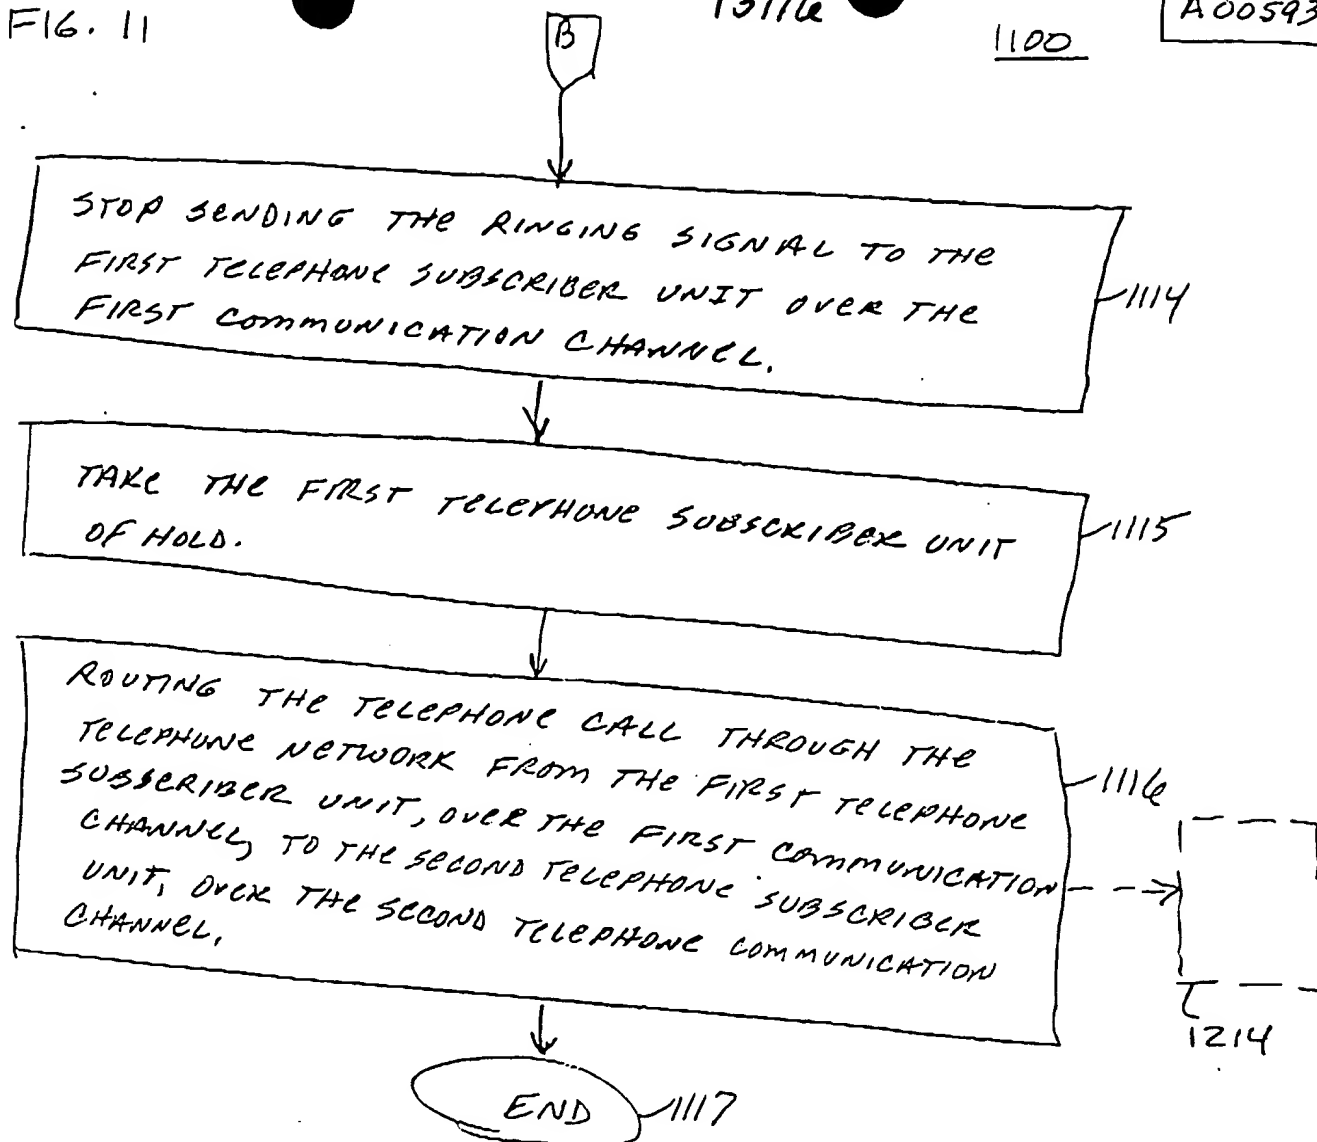 FIG. 11
13/16
A00593
B
1100
STOP SENDING THE RINGING SIGNAL TO THE
FIRST TELEPHONE SUBSCRIBER UNIT OVER THE
FIRST COMMUNICATION CHANNEL.
1114
TAKE THE FIRST TELEPHONE SUBSCRIBER UNIT
OF HOLD.
1115
ROUTING THE TELEPHONE CALL THROUGH THE
TELEPHONE NETWORK FROM THE FIRST TELEPHONE
SUBSCRIBER UNIT, OVER THE FIRST COMMUNICATION
CHANNEL, TO THE SECOND TELEPHONE SUBSCRIBER
UNIT, OVER THE SECOND TELEPHONE COMMUNICATION
CHANNEL.
1116
1214
END
1117